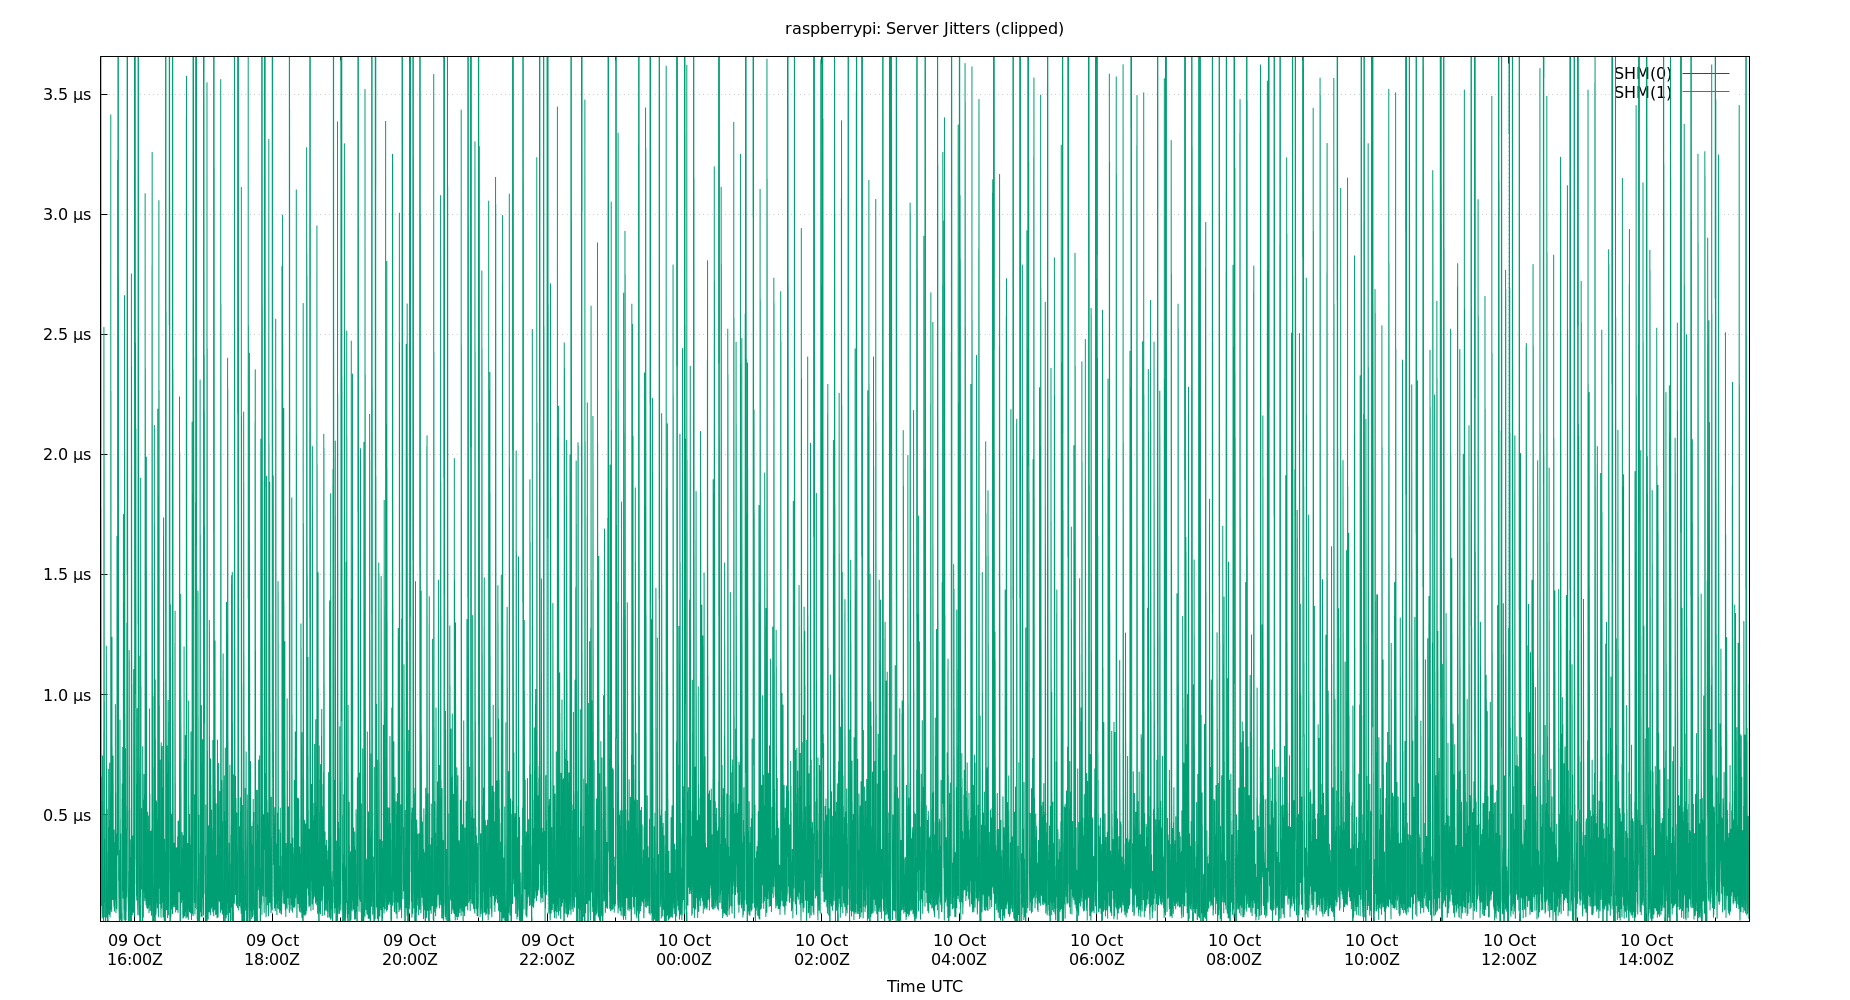 raspberrypi: Server Jitters (clipped)
SHM(0)
SHM(1)
3.5 µs
3.0 µs
2.5 µs
2.0 µs
1.5 µs
1.0 µs
0.5 µs
09 Oct 09 Oct 09 Oct 09 Oct 10 Oct 10 Oct 10 Oct 10 Oct 10 Oct 10 Oct 10 Oct 10 Oct
16:00Z 18:00Z 20:00Z 22:00Z 00:00Z 02:00Z 04:00Z 06:00Z 08:00Z 10:00Z 12:00Z 14:00Z
Time UTC